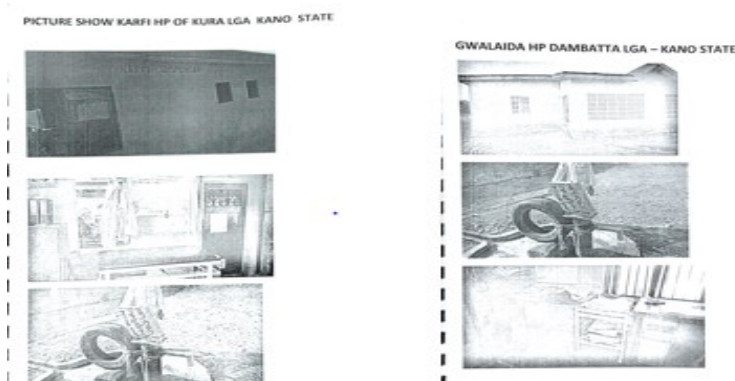 PICTURE SHOW KARFI HP OF KURA LGA KANO STATE
GWALAIDA HP DAMBATTA LGA – KANO STATE